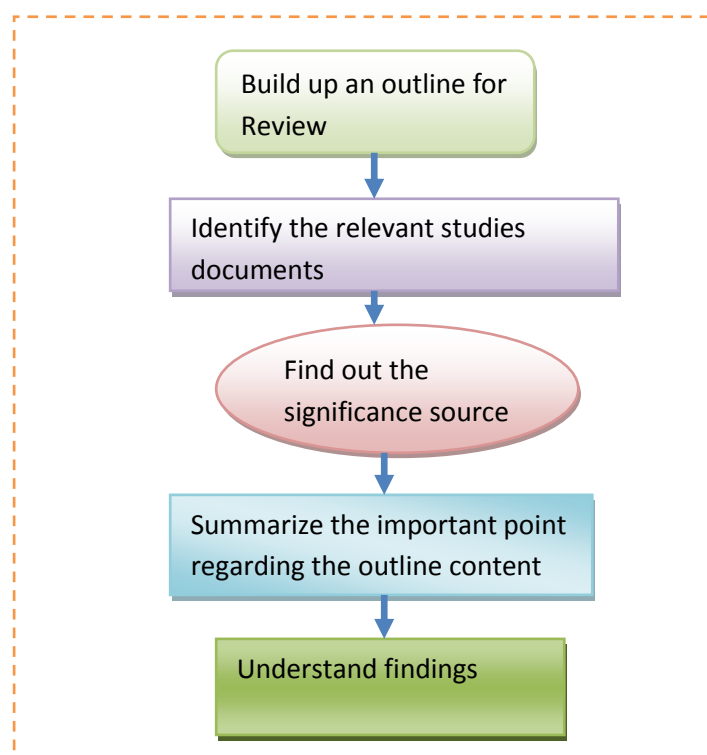 Build up an outline for
Review
Identify the relevant studies
documents
Find out the
significance source
Summarize the important point
regarding the outline content
Understand findings